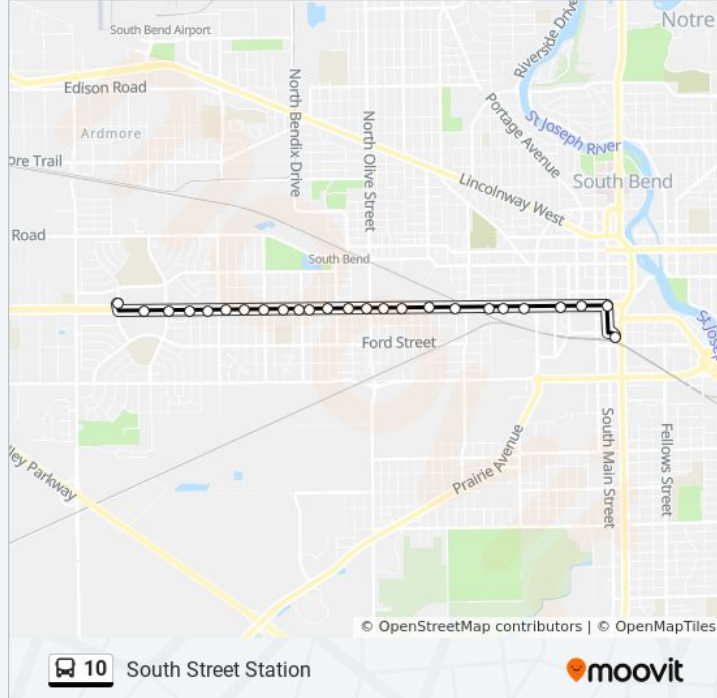 Notre
South Bend Airport
Riverside Drive
Edison Road
North Bendix Drive
North Olive Street
Portage Avenue
St Joseph River
Ardmore
ore Trail
Lincolnway West
South Bend
Road
South Bend
St Jos
Ford Street
South Main Street
Fellows Street
Prairie Avenue
lley Parkway
© OpenStreetMap contributors | © OpenMapTiles
10 South Street Station
moovit